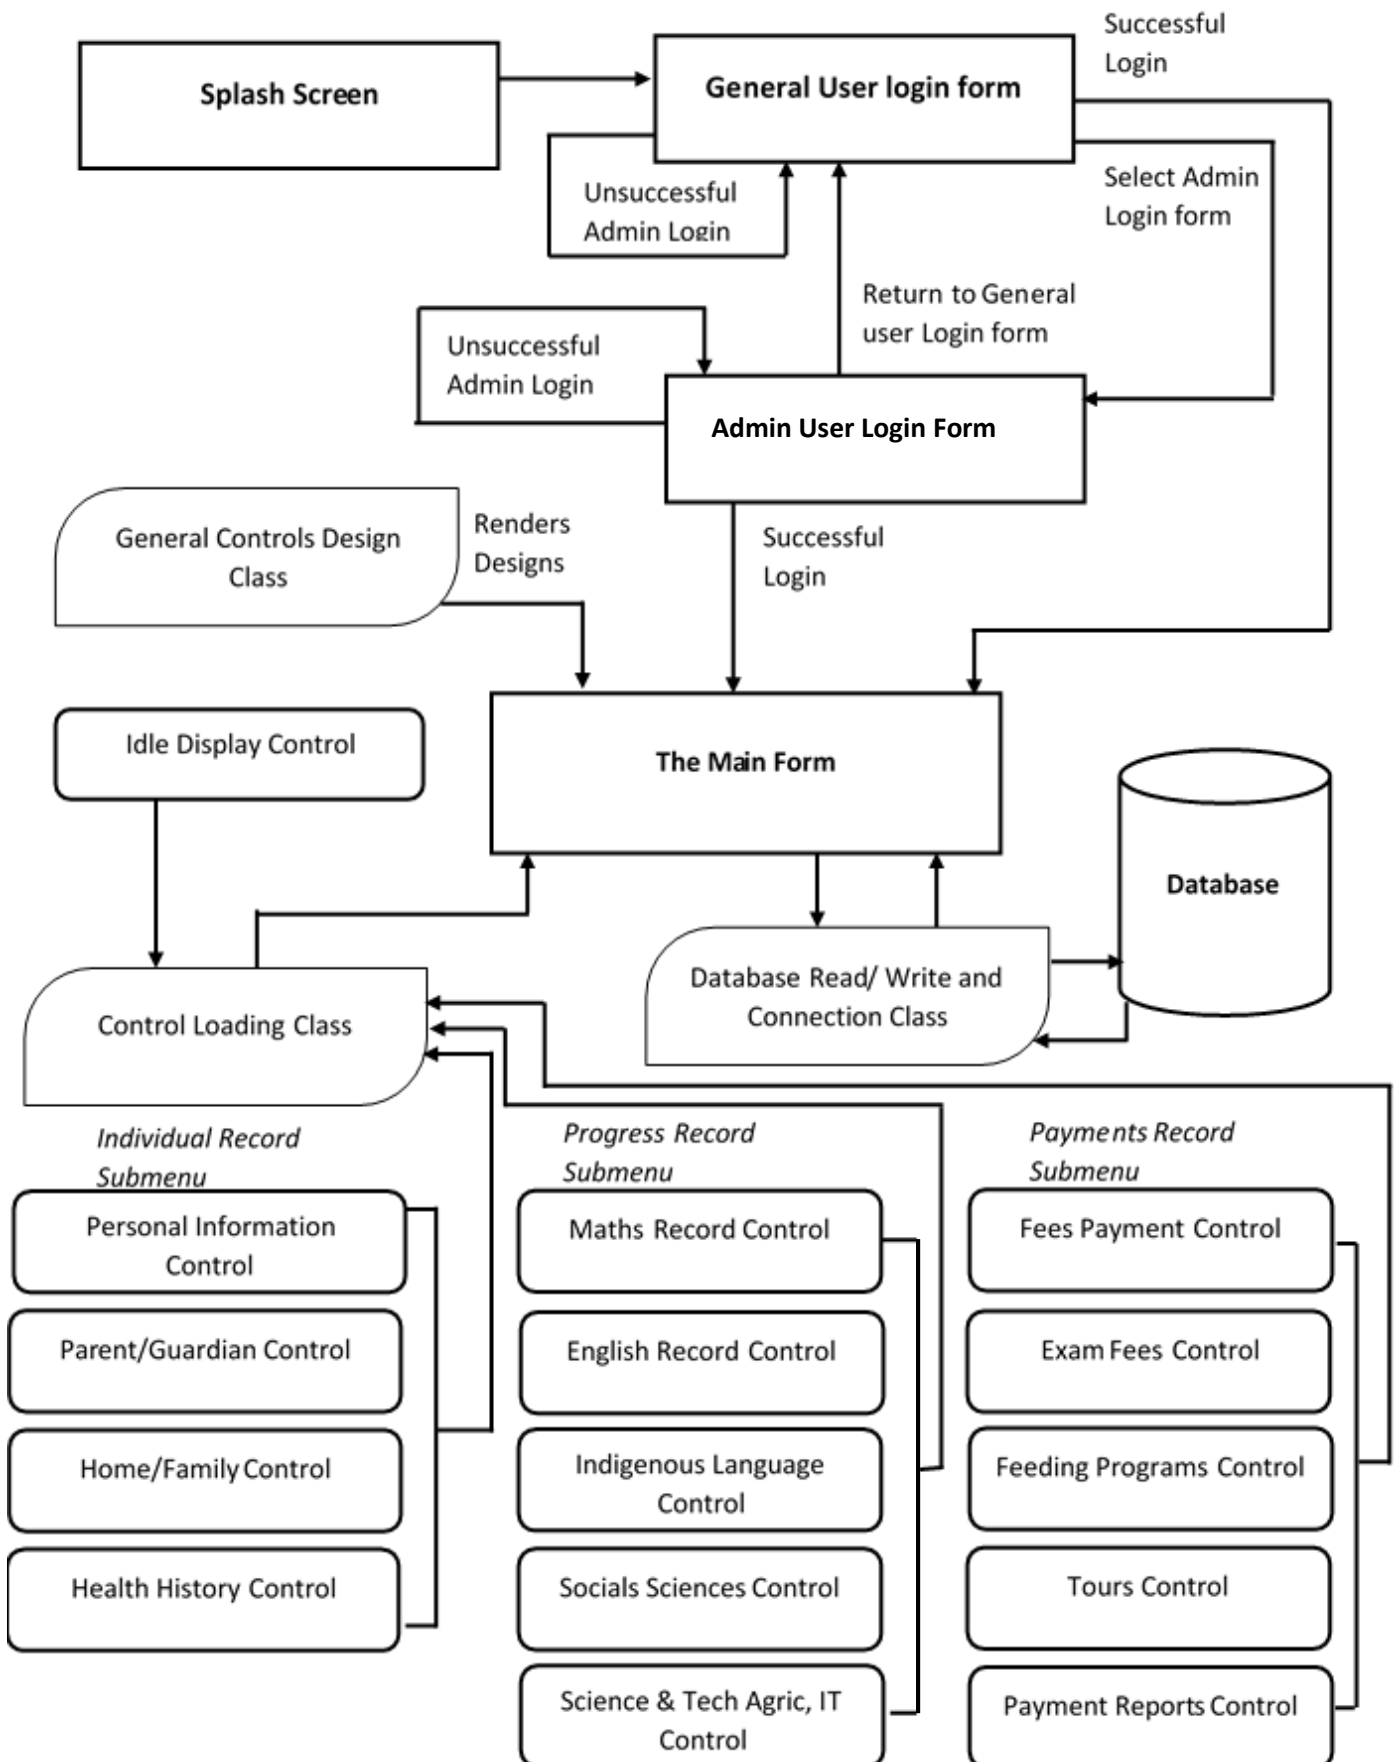 Successful
Login
Splash Screen
General User login form
Unsuccessful
Admin Login
Select Admin
Login form
Return to General
user Login form
Unsuccessful
Admin Login
Admin User Login Form
General Controls Design
Class
Renders
Designs
Successful
Login
Idle Display Control
The Main Form
Database
Control Loading Class
Database Read/ Write and
Connection Class
Individual Record
Submenu
Progress Record
Submenu
Payments Record
Submenu
Personal Information
Control
Parent/Guardian Control
Home/Family Control
Health History Control
Maths Record Control
English Record Control
Indigenous Language
Control
Socials Sciences Control
Science & Tech Agric, IT
Control
Fees Payment Control
Exam Fees Control
Feeding Programs Control
Tours Control
Payment Reports Control